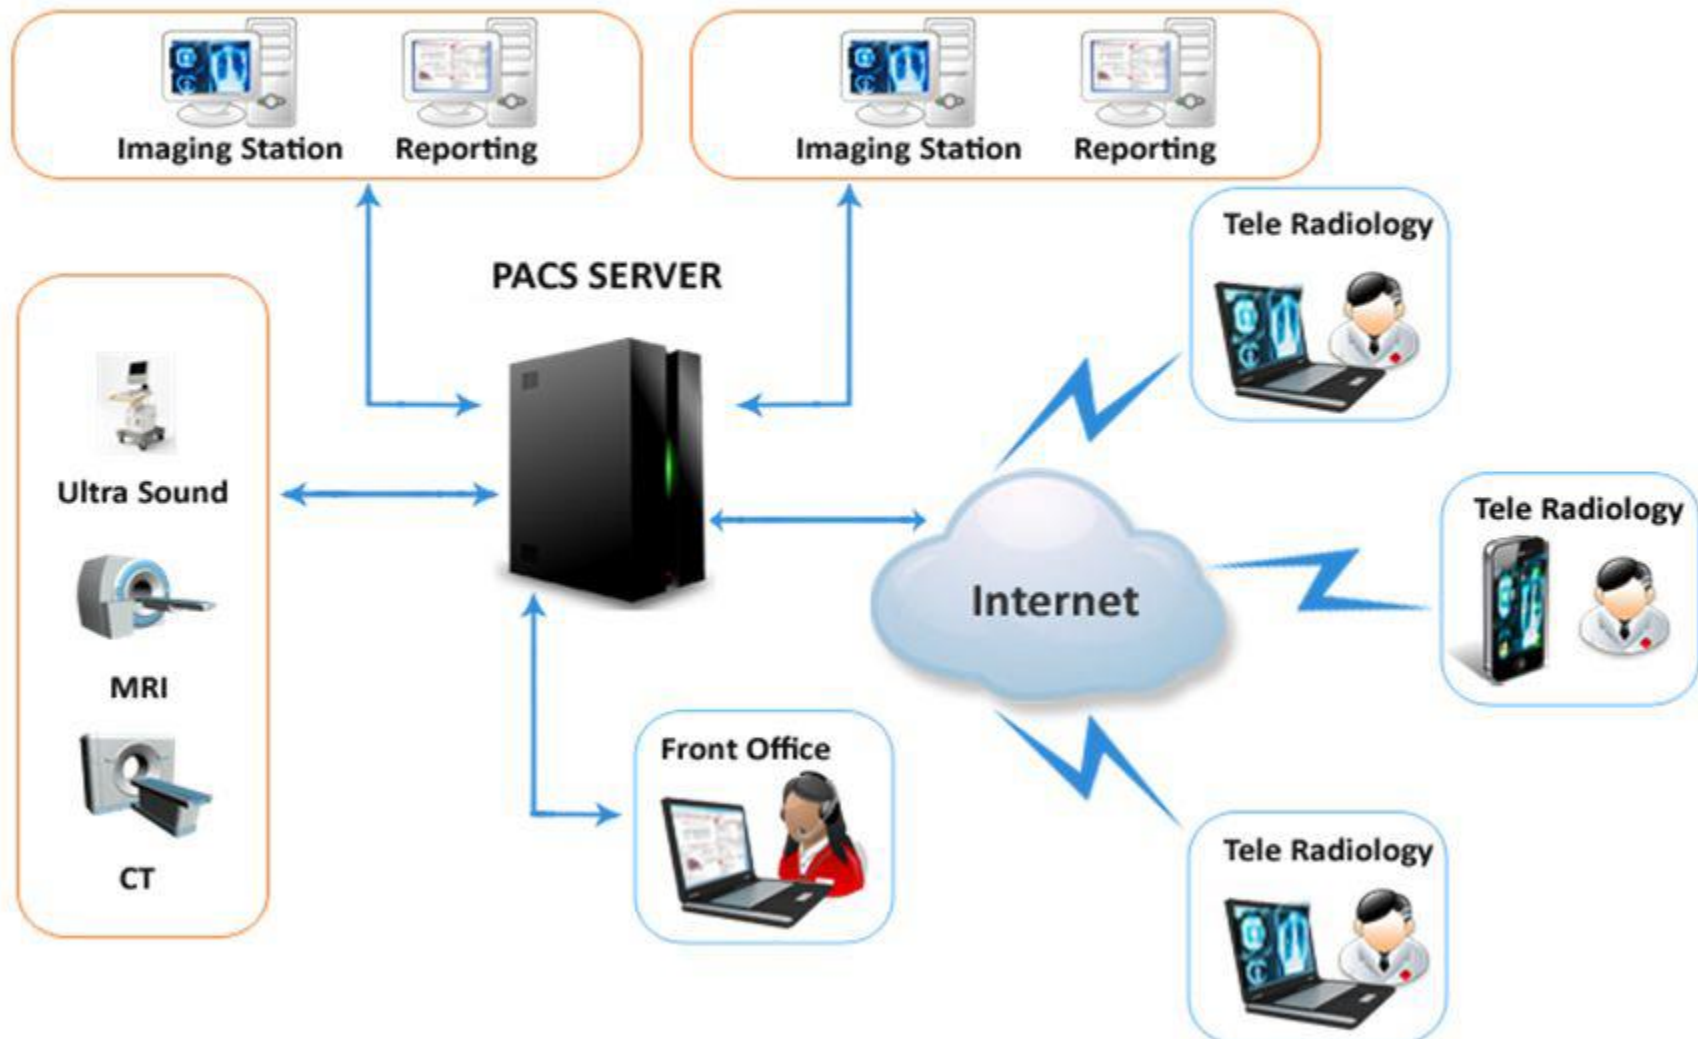 Imaging Station
Reporting
Imaging Station
Reporting
Tele Radiology
PACS SERVER
Ultra Sound
Tele Radiology
Internet
MRI
Front Office
Tele Radiology
CT